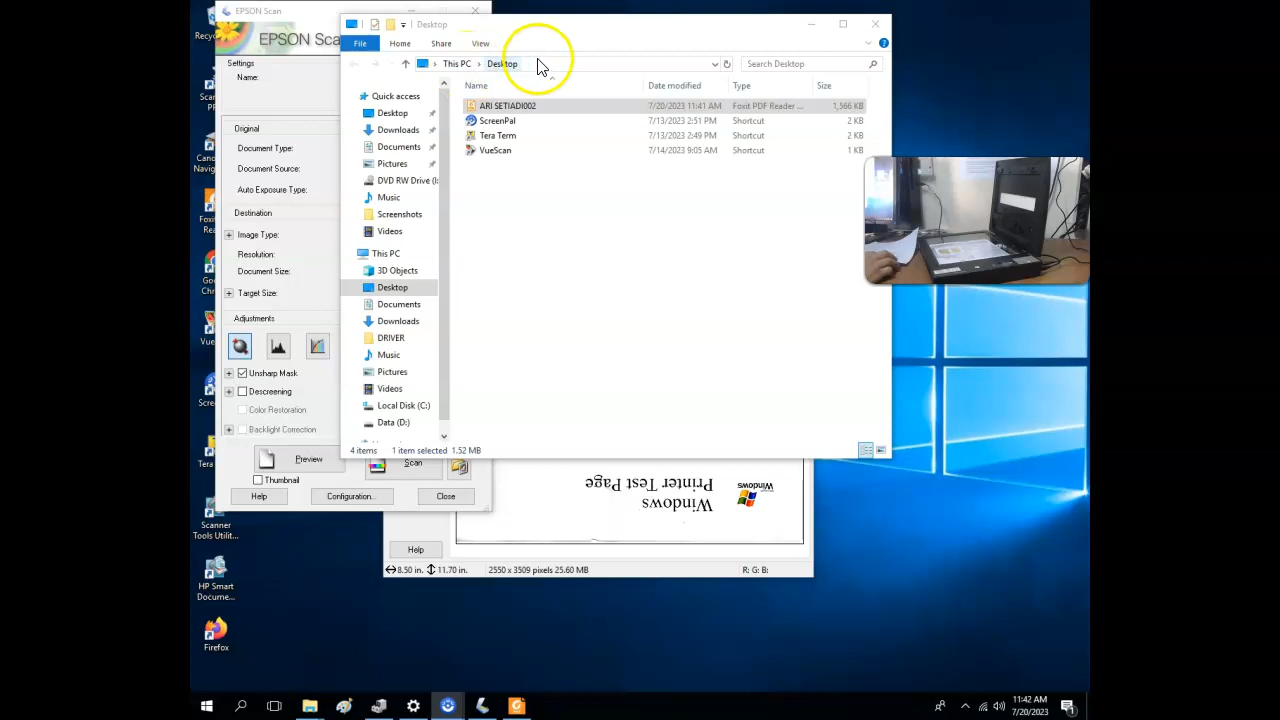 EPSON Scan
EPSON Sca
Settings
Name:
Original
Document Type:
Document Source:
Auto Exposure Type:
Destination
Image Type:
Resolution:
Document Size:
Target Size:
Adjustments
Unsharp Mask
Descreening
Color Restoration
Backlight Correction
Preview
Scan
Thumbnail
Help
Configuration...
Close
Desktop
File
Home
Share
View
This PC
Desktop
Search Desktop
Name
Date modified
Type
Size
ARI SETIADI002
7/20/2023 11:41 AM
Foxit PDF Reader ...
1,566 KB
ScreenPal
7/13/2023 2:51 PM
Shortcut
2 KB
Tera Term
7/13/2023 2:49 PM
Shortcut
2 KB
VueScan
7/14/2023 9:05 AM
Shortcut
1 KB
Quick access
Desktop
Downloads
Documents
Pictures
DVD RW Drive (I:
Music
Screenshots
Videos
This PC
3D Objects
Desktop
Documents
Downloads
DRIVER
Music
Pictures
Videos
Local Disk (C:)
Data (D:)
4 items
1 item selected 1.52 MB
Windows
Printer Test Page
Windows
Help
8.50 in.
11.70 in.
2550 x 3509 pixels 25.60 MB
R: G: B:
Scanner
Tools Utilit...
HP Smart
Docume...
Firefox
11:42 AM
7/20/2023